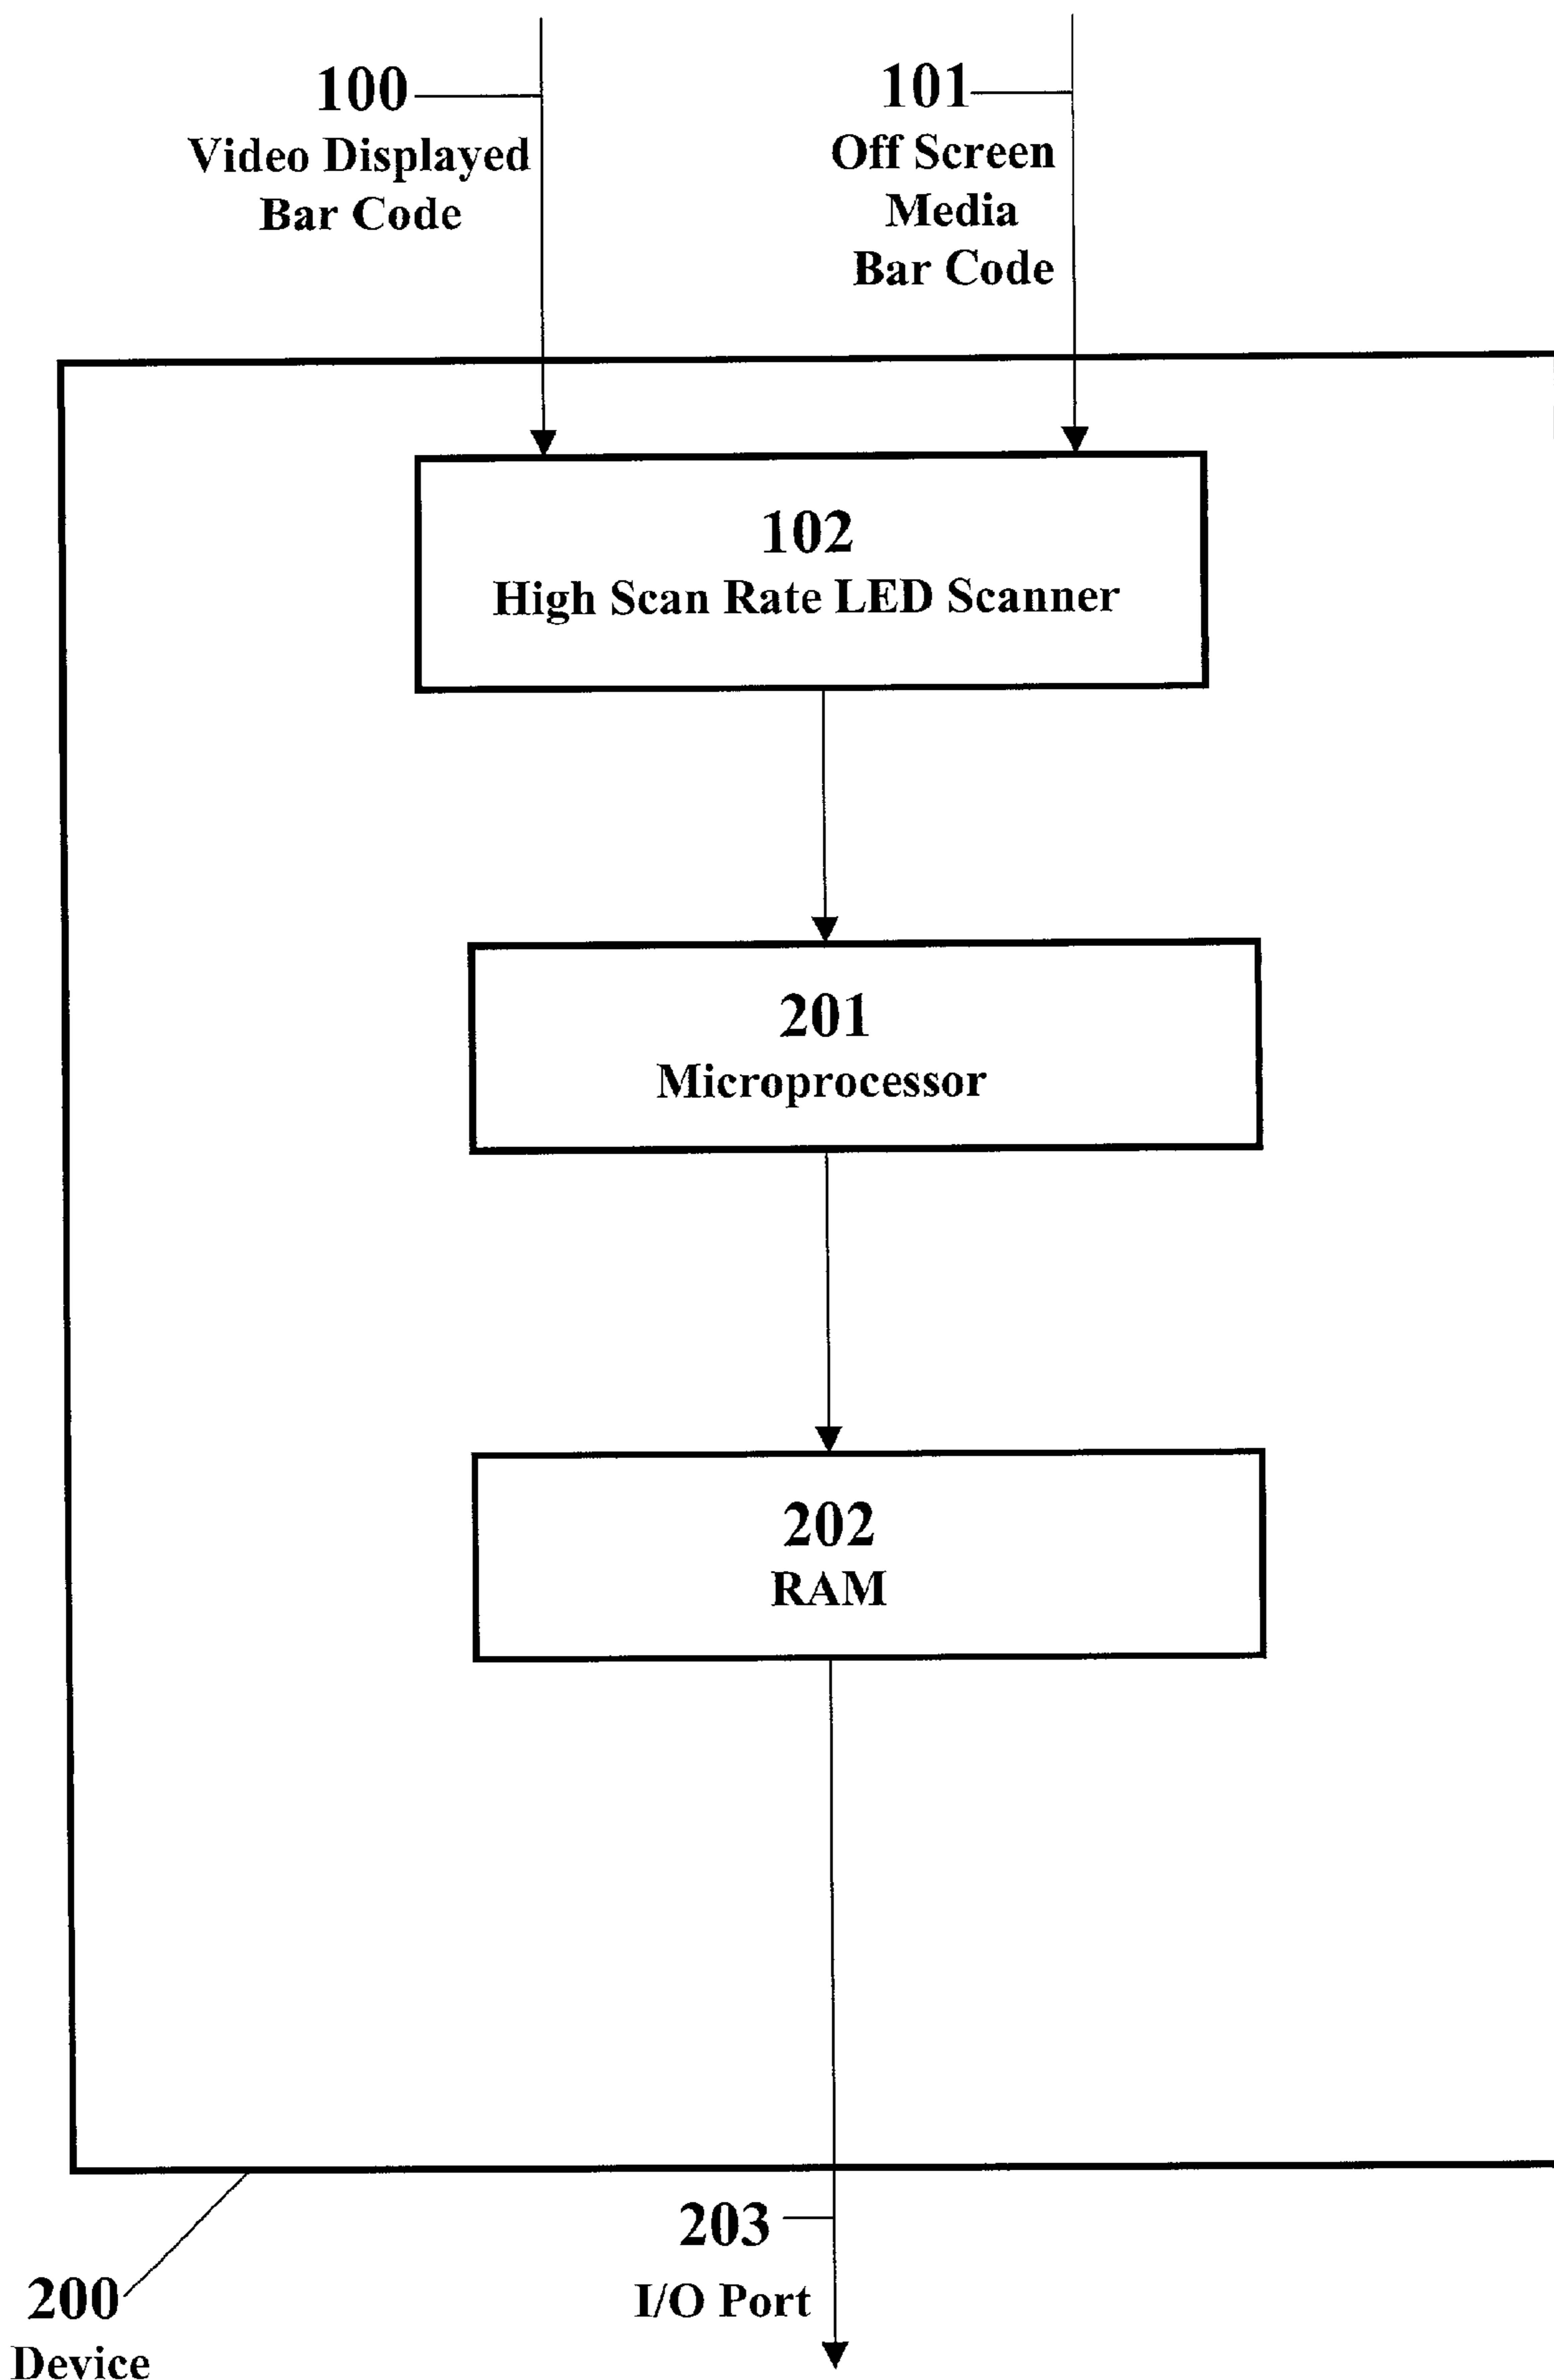 100
Video Displayed
Bar Code
101
Off Screen
Media
Bar Code
102
High Scan Rate LED Scanner
201
Microprocessor
202
RAM
203
I/O Port
200
Device